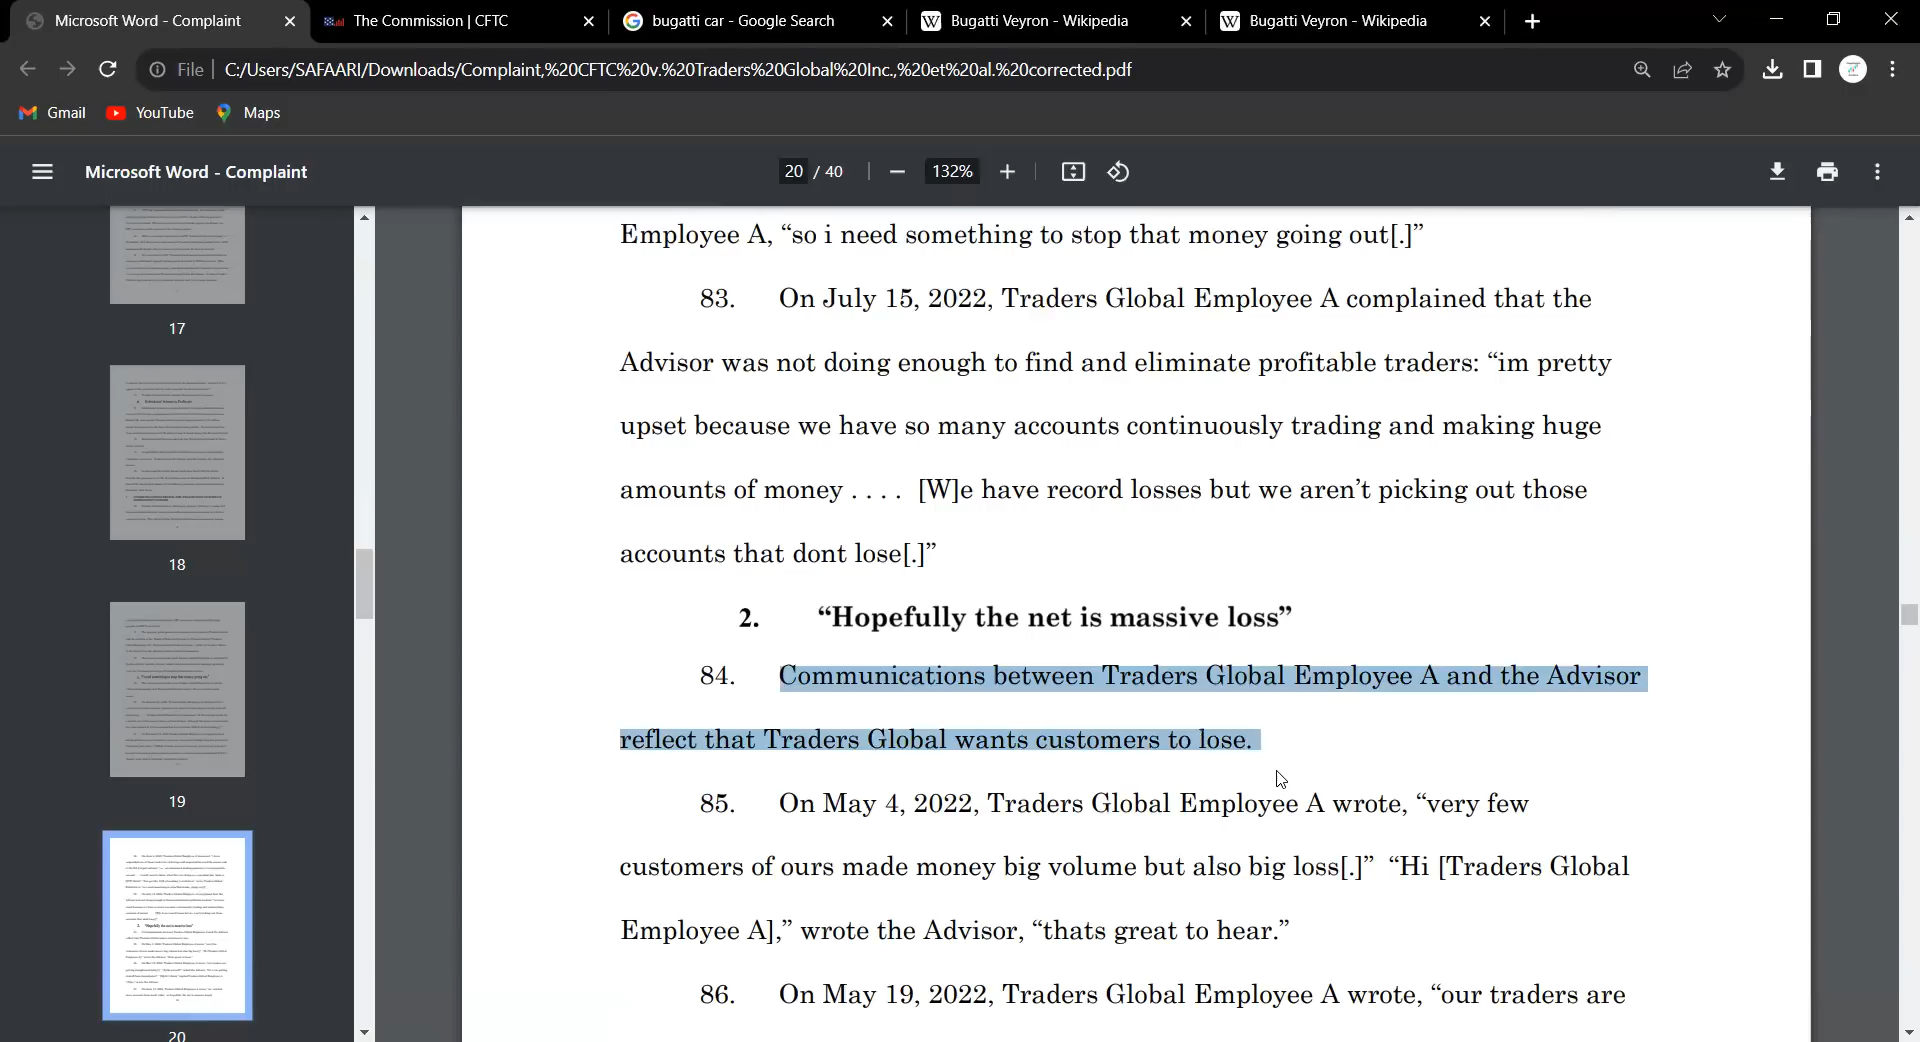 Microsoft Word - Complaint
The Commission | CFTC
bugatti car - Google Search
Bugatti Veyron - Wikipedia
Bugatti Veyron - Wikipedia
File
C:/Users/SAFAARI/Downloads/Complaint,%20CFTC%20v.%20Traders%20Global%20Inc.,%20et%20al.%20corrected.pdf
Gmail
YouTube
Maps
Microsoft Word - Complaint
20 / 40
132%
17
18
19
20
Employee A, “so i need something to stop that money going out[.]”
83. On July 15, 2022, Traders Global Employee A complained that the
Advisor was not doing enough to find and eliminate profitable traders: “im pretty
upset because we have so many accounts continuously trading and making huge
amounts of money . . . . [W]e have record losses but we aren’t picking out those
accounts that dont lose[.]”
2. “Hopefully the net is massive loss”
84. Communications between Traders Global Employee A and the Advisor
reflect that Traders Global wants customers to lose.
85. On May 4, 2022, Traders Global Employee A wrote, “very few
customers of ours made money big volume but also big loss[.]” “Hi [Traders Global
Employee A],” wrote the Advisor, “thats great to hear.”
86. On May 19, 2022, Traders Global Employee A wrote, “our traders are